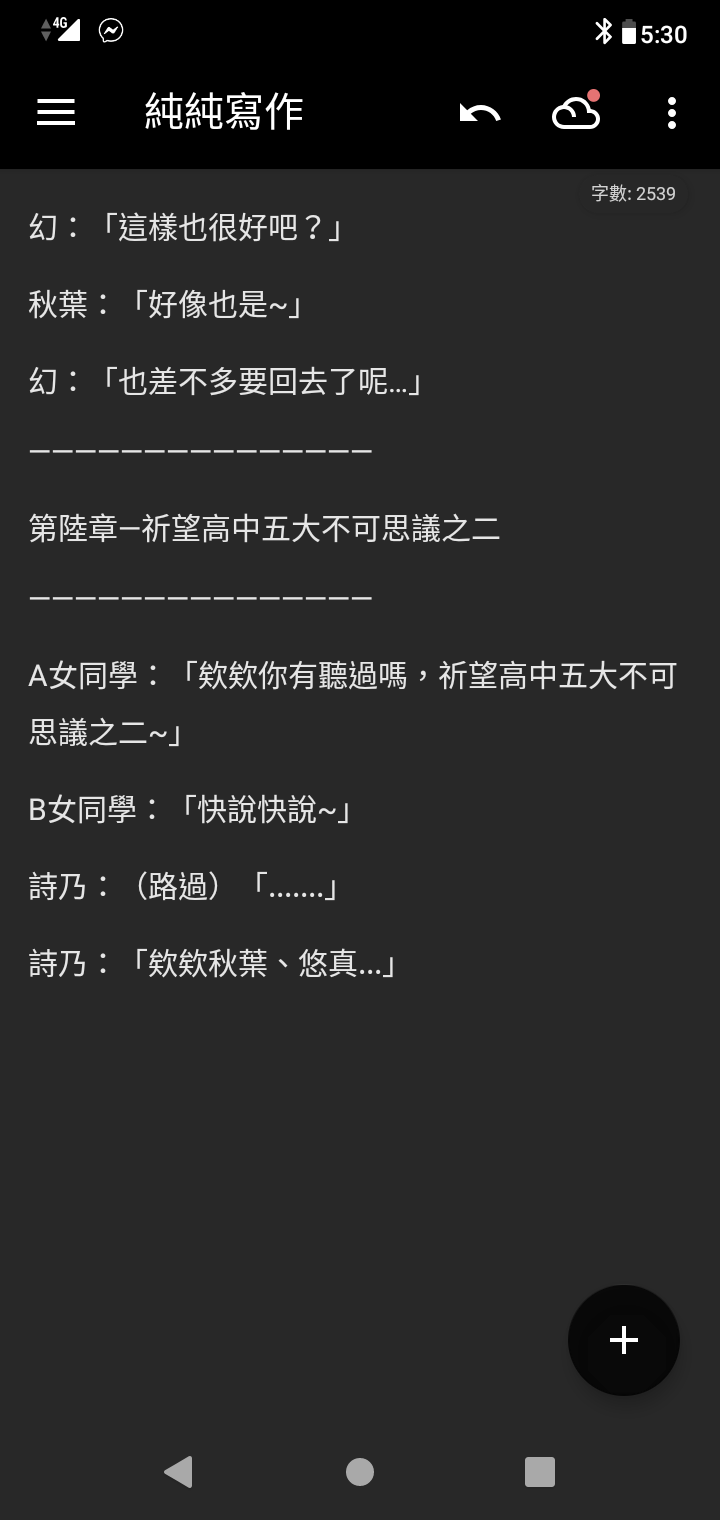 4G
5:30
純純寫作
字數: 2539
幻：「這樣也很好吧？」
秋葉：「好像也是~」
幻：「也差不多要回去了呢...」
———————————————
第陸章—祈望高中五大不可思議之二
———————————————
A女同學：「欸欸你有聽過嗎，祈望高中五大不可
思議之二~」
B女同學：「快說快說~」
詩乃：（路過）「.......」
詩乃：「欸欸秋葉、悠真...」